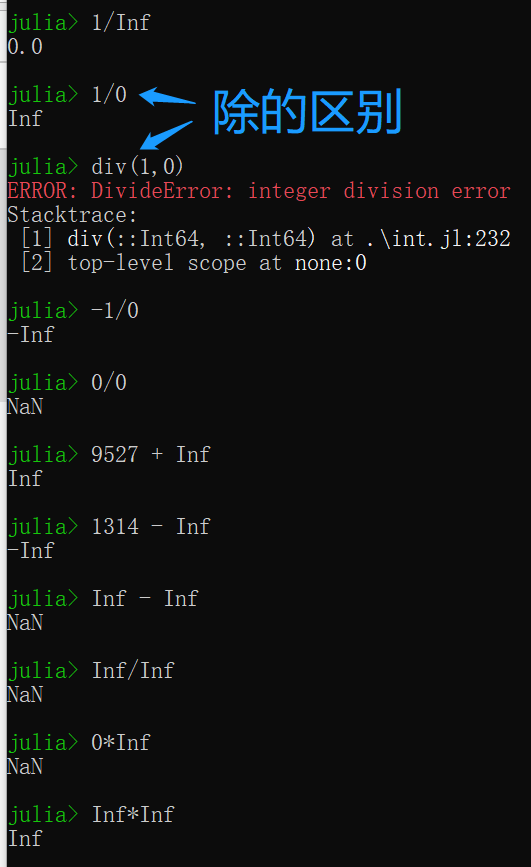 julia> 1/Inf
0.0
julia> 1/0
Inf
除的区别
julia> div(1,0)
ERROR: DivideError: integer division error
Stacktrace:
[1] div(::Int64, ::Int64) at .\int.jl:232
[2] top-level scope at none:0
julia> -1/0
-Inf
julia> 0/0
NaN
julia> 9527 + Inf
Inf
julia> 1314 - Inf
-Inf
julia> Inf - Inf
NaN
julia> Inf/Inf
NaN
julia> 0*Inf
NaN
julia> Inf*Inf
Inf